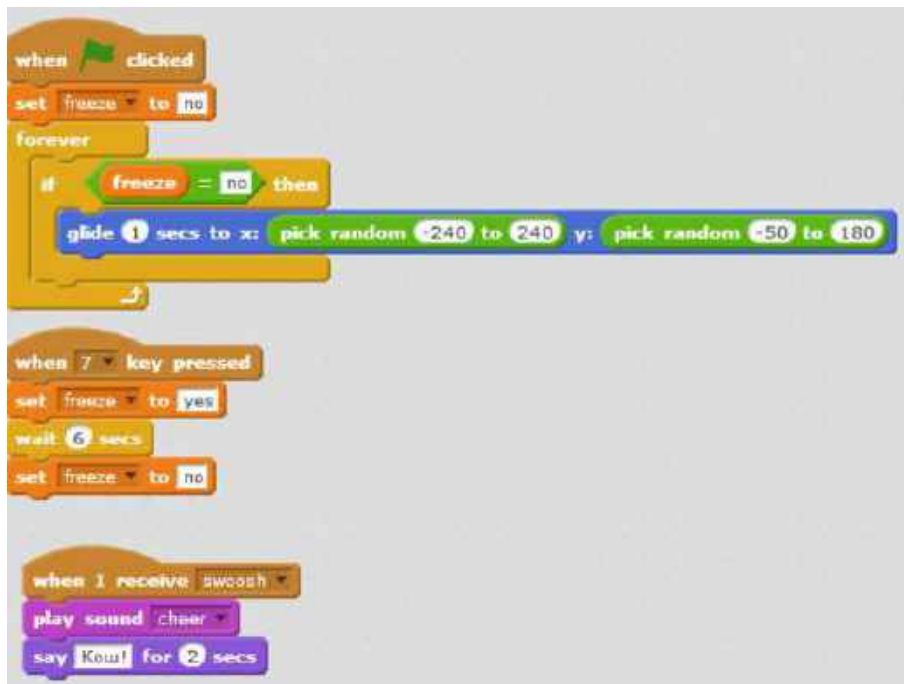 when clicked
set freeze to no
forever
if freeze = no then
glide 1 secs to x: pick random -240 to 240 y: pick random -50 to 180
when 7 key pressed
set freeze to yes
wait 6 secs
set freeze to no
when I receive swoosh
play sound cheer
say Кош! for 2 secs